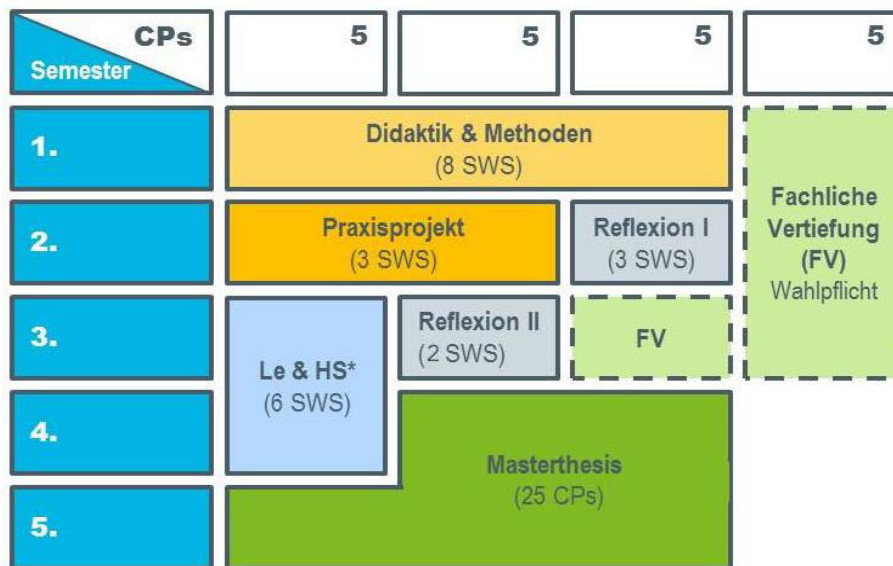 CPs
Semester
5
5
5
5
1.
Didaktik & Methoden
(8 SWS)
Fachliche
Vertiefung
(FV)
Wahlpflicht
2.
Praxisprojekt
(3 SWS)
Reflexion I
(3 SWS)
3.
Le & HS*
(6 SWS)
Reflexion II
(2 SWS)
FV
4.
Masterthesis
(25 CPs)
5.